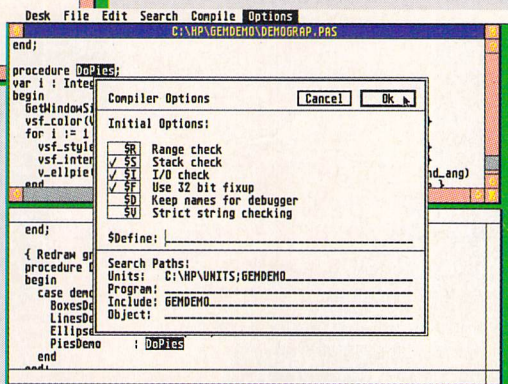 Desk File Edit Search Compile Options
C:\HP\GEMDEMO\DEMOGRAP.PAS
end;
procedure DoPies;
var i : Integ
begin
GetWindowSi
vsf_color(V
for i := 1
vsf_style
vsf_inter
v_ellpie(
nd_ang)
end
}
Compiler Options
Cancel
Ok
Initial Options:
$R Range check
✓ $S Stack check
✓ $I I/O check
✓ $F Use 32 bit fixup
$D Keep names for debugger
$V Strict string checking
$Define:
Search Paths:
Units: C:\HP\UNITS;GEMDEMO
Program:
Include: GEMDEMO
Object:
end;
{ Redraw gr
procedure D
begin
case demo
BoxesDe
LinesDe
Ellipse
PiesDemo : DoPies
end
end;